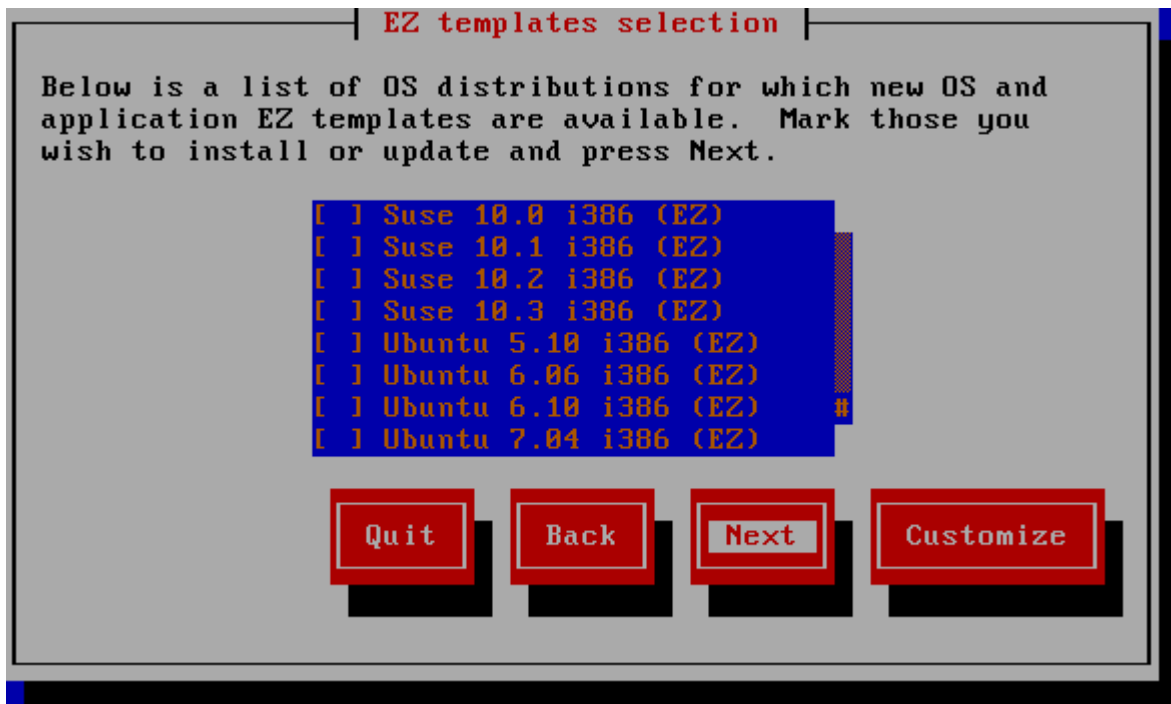 EZ templates selection
Below is a list of OS distributions for which new OS and
application EZ templates are available.  Mark those you
wish to install or update and press Next.
[ ] Suse 10.0 i386 (EZ)
[ ] Suse 10.1 i386 (EZ)
[ ] Suse 10.2 i386 (EZ)
[ ] Suse 10.3 i386 (EZ)
[ ] Ubuntu 5.10 i386 (EZ)
[ ] Ubuntu 6.06 i386 (EZ)
[ ] Ubuntu 6.10 i386 (EZ) #
[ ] Ubuntu 7.04 i386 (EZ)
Quit Back Next Customize